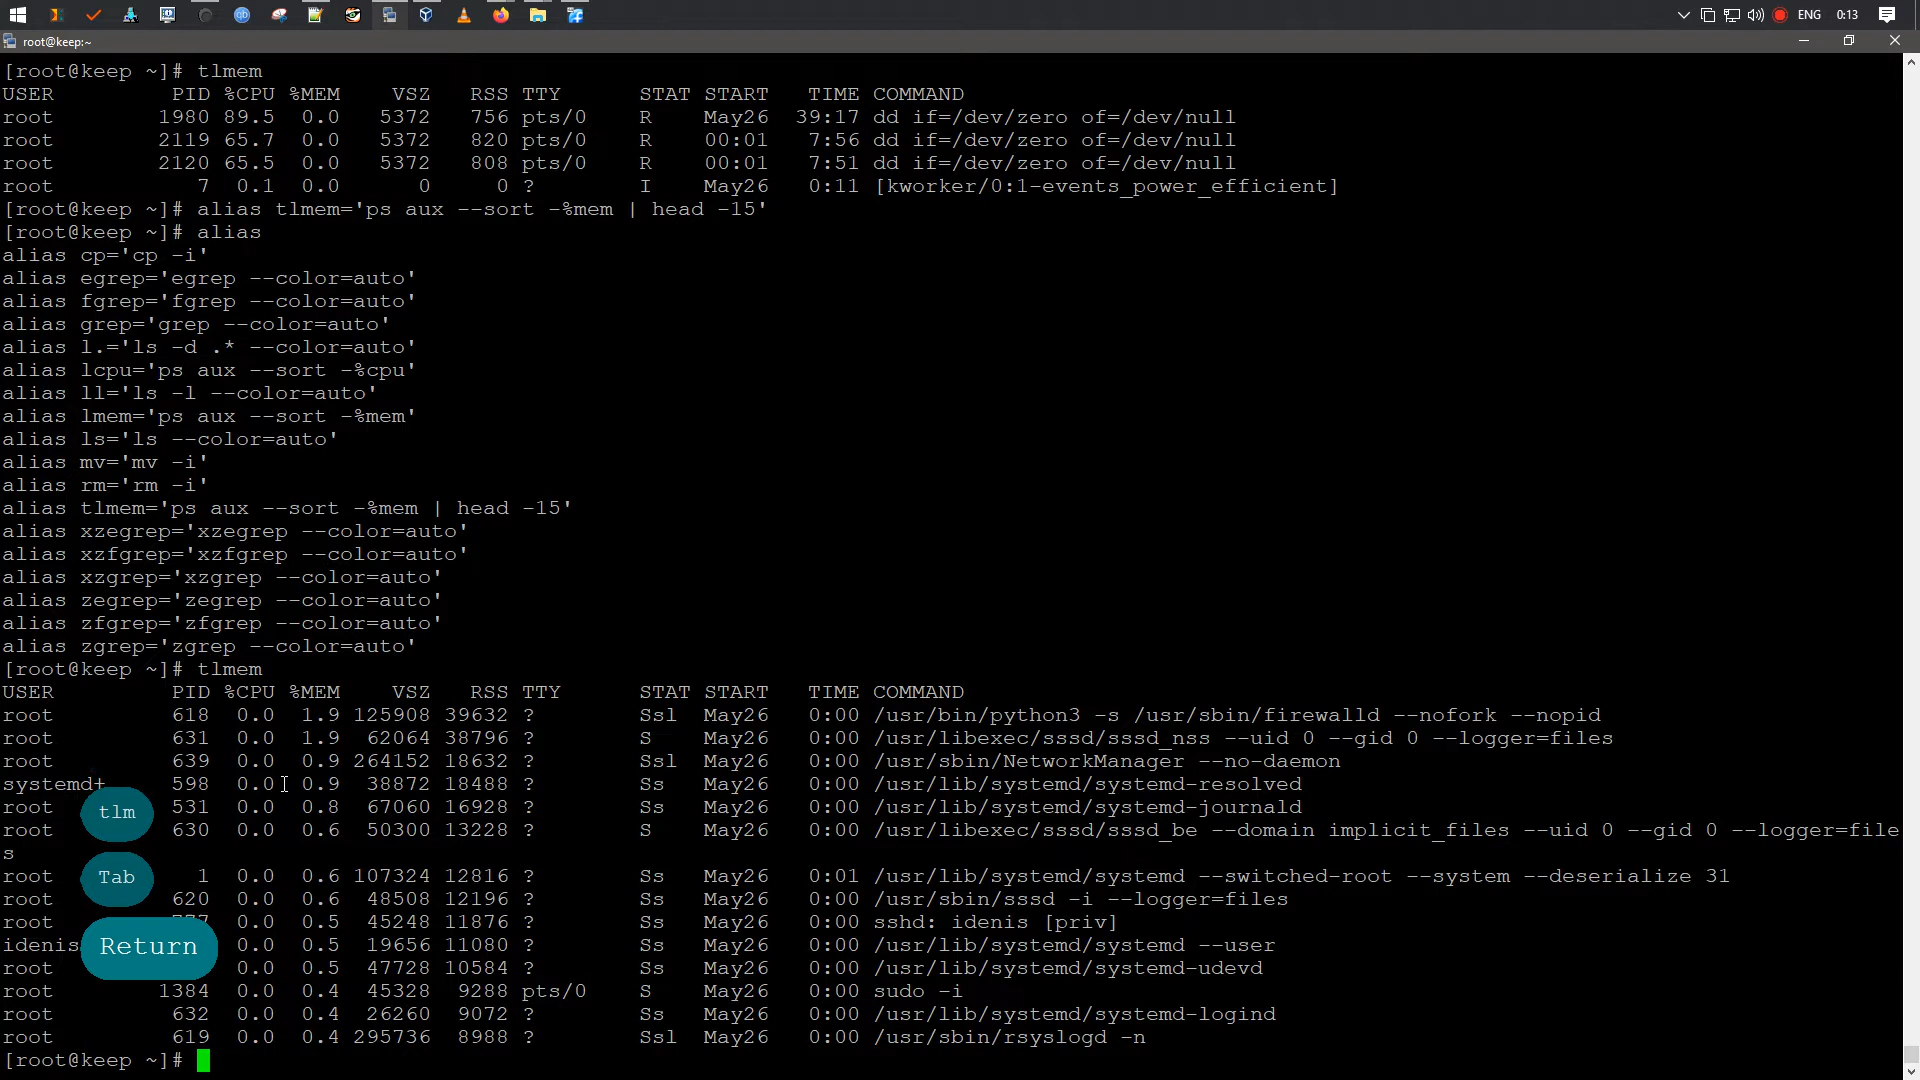 ENG 0:13
root@keep:~
[root@keep ~]# tlmem
USER PID %CPU %MEM VSZ RSS TTY STAT START TIME COMMAND
root 1980 89.5 0.0 5372 756 pts/0 R May26 39:17 dd if=/dev/zero of=/dev/null
root 2119 65.7 0.0 5372 820 pts/0 R 00:01 7:56 dd if=/dev/zero of=/dev/null
root 2120 65.5 0.0 5372 808 pts/0 R 00:01 7:51 dd if=/dev/zero of=/dev/null
root 7 0.1 0.0 0 0 ? I May26 0:11 [kworker/0:1-events_power_efficient]
[root@keep ~]# alias tlmem='ps aux --sort -%mem | head -15'
[root@keep ~]# alias
alias cp='cp -i'
alias egrep='egrep --color=auto'
alias fgrep='fgrep --color=auto'
alias grep='grep --color=auto'
alias l.='ls -d .* --color=auto'
alias lcpu='ps aux --sort -%cpu'
alias ll='ls -l --color=auto'
alias lmem='ps aux --sort -%mem'
alias ls='ls --color=auto'
alias mv='mv -i'
alias rm='rm -i'
alias tlmem='ps aux --sort -%mem | head -15'
alias xzegrep='xzegrep --color=auto'
alias xzfgrep='xzfgrep --color=auto'
alias xzgrep='xzgrep --color=auto'
alias zegrep='zegrep --color=auto'
alias zfgrep='zfgrep --color=auto'
alias zgrep='zgrep --color=auto'
[root@keep ~]# tlmem
USER PID %CPU %MEM VSZ RSS TTY STAT START TIME COMMAND
root 618 0.0 1.9 125908 39632 ? Ssl May26 0:00 /usr/bin/python3 -s /usr/sbin/firewalld --nofork --nopid
root 631 0.0 1.9 62064 38796 ? S May26 0:00 /usr/libexec/sssd/sssd_nss --uid 0 --gid 0 --logger=files
root 639 0.0 0.9 264152 18632 ? Ssl May26 0:00 /usr/sbin/NetworkManager --no-daemon
systemd+ 598 0.0 0.9 38872 18488 ? Ss May26 0:00 /usr/lib/systemd/systemd-resolved
root 531 0.0 0.8 67060 16928 ? Ss May26 0:00 /usr/lib/systemd/systemd-journald
root 630 0.0 0.6 50300 13228 ? S May26 0:00 /usr/libexec/sssd/sssd_be --domain implicit_files --uid 0 --gid 0 --logger=file
s
root 1 0.0 0.6 107324 12816 ? Ss May26 0:01 /usr/lib/systemd/systemd --switched-root --system --deserialize 31
root 620 0.0 0.6 48508 12196 ? Ss May26 0:00 /usr/sbin/sssd -i --logger=files
root 0.0 0.5 45248 11876 ? Ss May26 0:00 sshd: idenis [priv]
idenis 0.0 0.5 19656 11080 ? Ss May26 0:00 /usr/lib/systemd/systemd --user
root 0.0 0.5 47728 10584 ? Ss May26 0:00 /usr/lib/systemd/systemd-udevd
root 1384 0.0 0.4 45328 9288 pts/0 S May26 0:00 sudo -i
root 632 0.0 0.4 26260 9072 ? Ss May26 0:00 /usr/lib/systemd/systemd-logind
root 619 0.0 0.4 295736 8988 ? Ssl May26 0:00 /usr/sbin/rsyslogd -n
[root@keep ~]#
tlm
Tab
Return